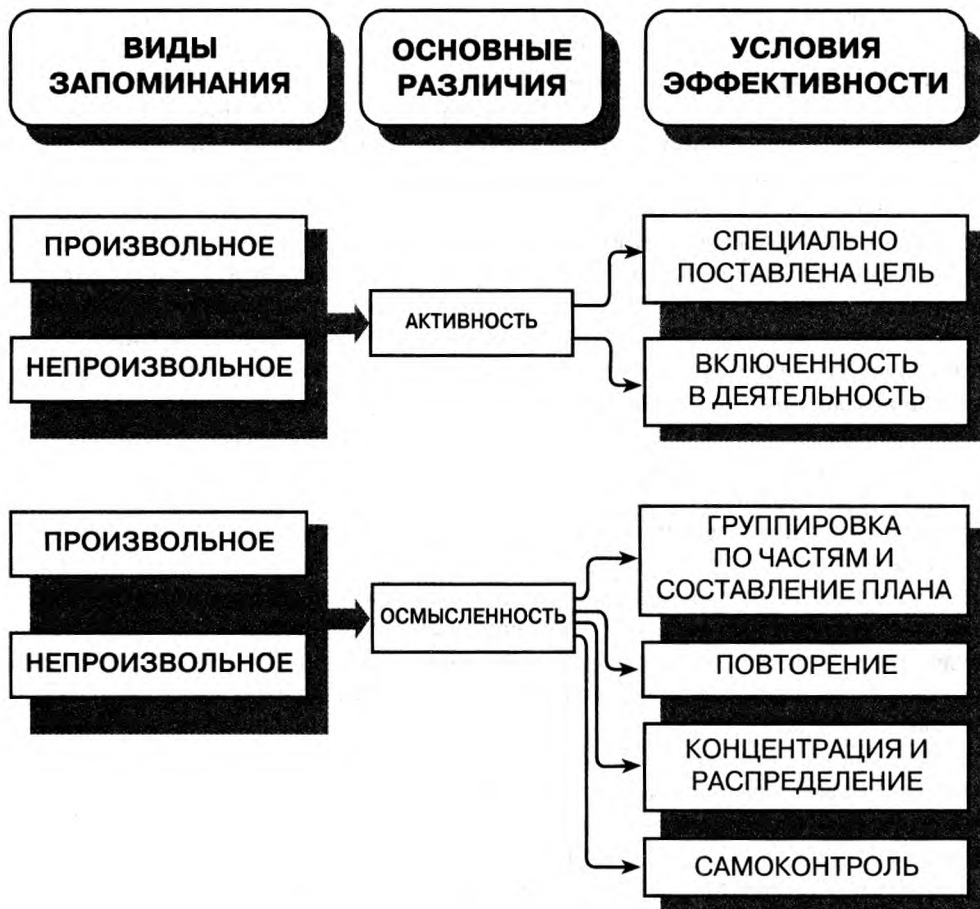 ВИДЫ
ЗАПОМИНАНИЯ
ОСНОВНЫЕ
РАЗЛИЧИЯ
УСЛОВИЯ
ЭФФЕКТИВНОСТИ
ПРОИЗВОЛЬНОЕ
НЕПРОИЗВОЛЬНОЕ
АКТИВНОСТЬ
СПЕЦИАЛЬНО
ПОСТАВЛЕНА ЦЕЛЬ
ВКЛЮЧЕННОСТЬ
В ДЕЯТЕЛЬНОСТЬ
ПРОИЗВОЛЬНОЕ
НЕПРОИЗВОЛЬНОЕ
ОСМЫСЛЕННОСТЬ
ГРУППИРОВКА
ПО ЧАСТЯМ И
СОСТАВЛЕНИЕ ПЛАНА
ПОВТОРЕНИЕ
КОНЦЕНТРАЦИЯ И
РАСПРЕДЕЛЕНИЕ
САМОКОНТРОЛЬ